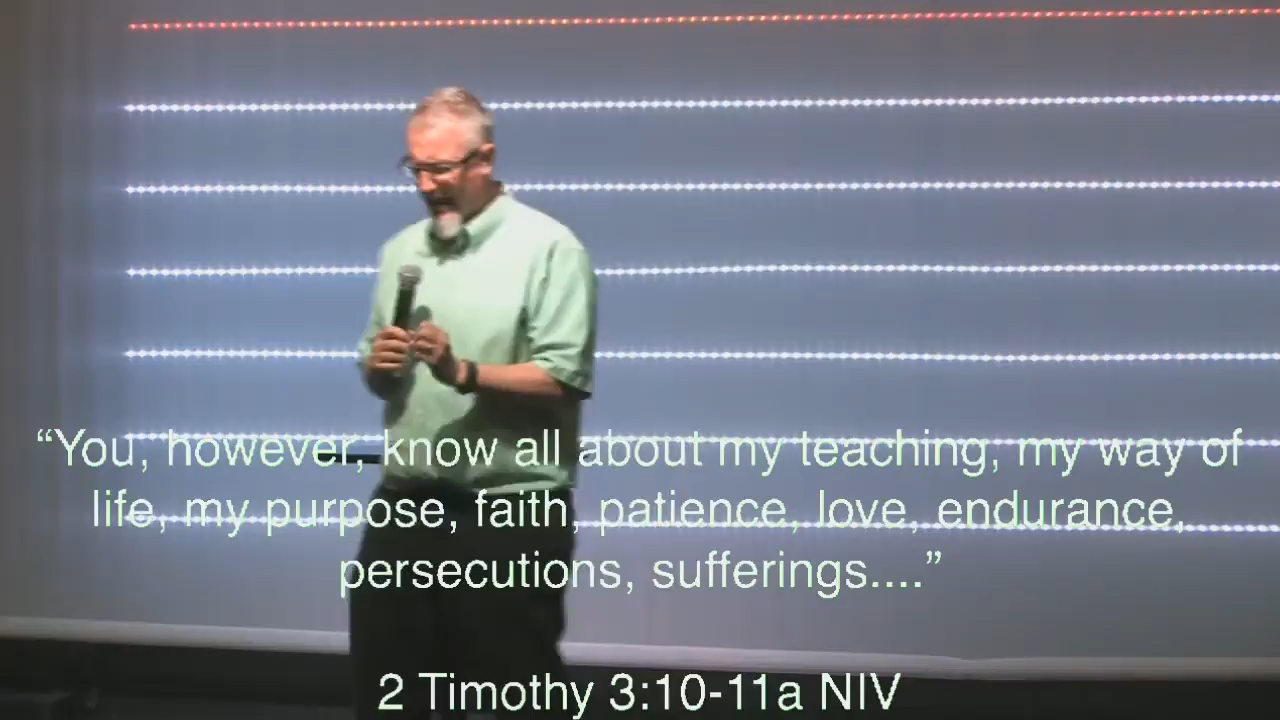 “You, however, know all about my teaching, my way of
life, my purpose, faith, patience, love, endurance,
persecutions, sufferings....”
2 Timothy 3:10-11a NIV